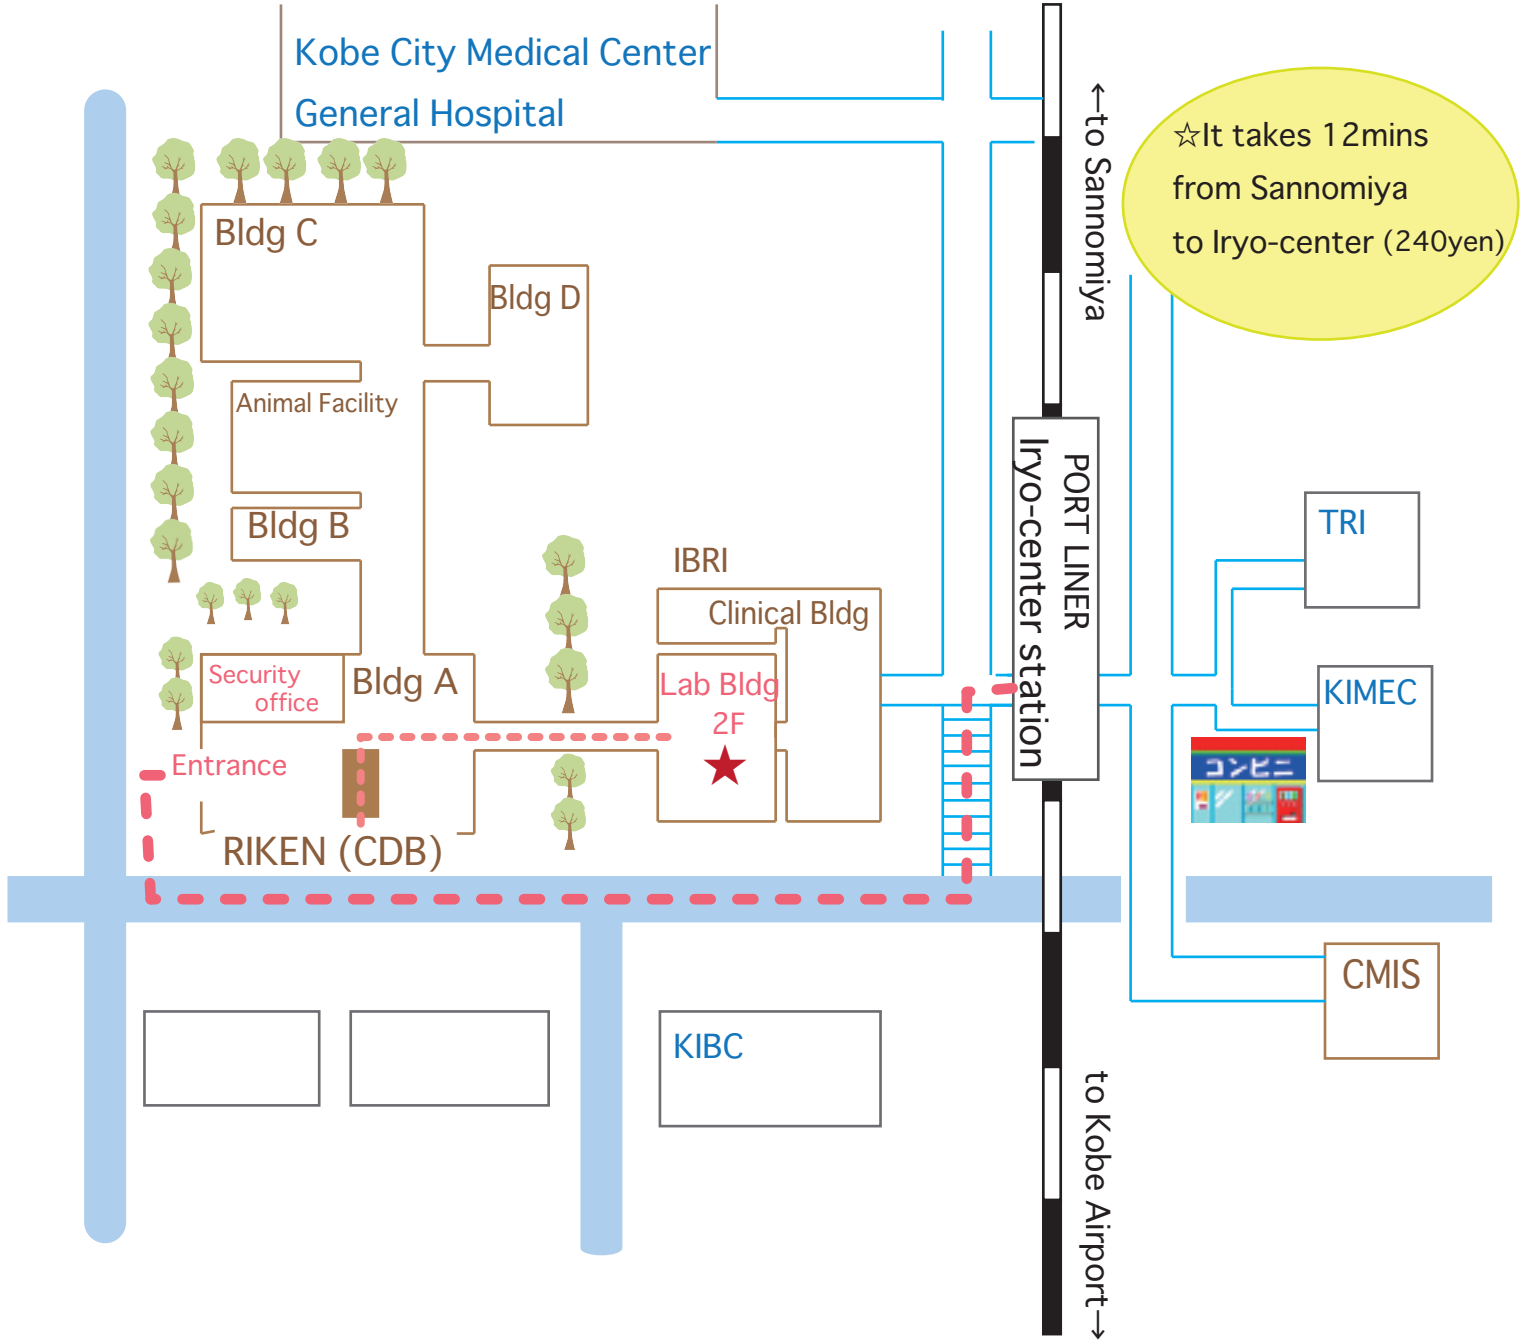 Kobe City Medical Center
General Hospital
←to Sannomiya
☆It takes 12mins
from Sannomiya
to Iryo-center (240yen)
Bldg C
Bldg D
Animal Facility
Bldg B
PORT LINER
Iryo-center station
TRI
IBRI
Clinical Bldg
Security
office
Bldg A
Lab Bldg
2F
KIMEC
Entrance
コンビニ
RIKEN (CDB)
CMIS
KIBC
to Kobe Airport→